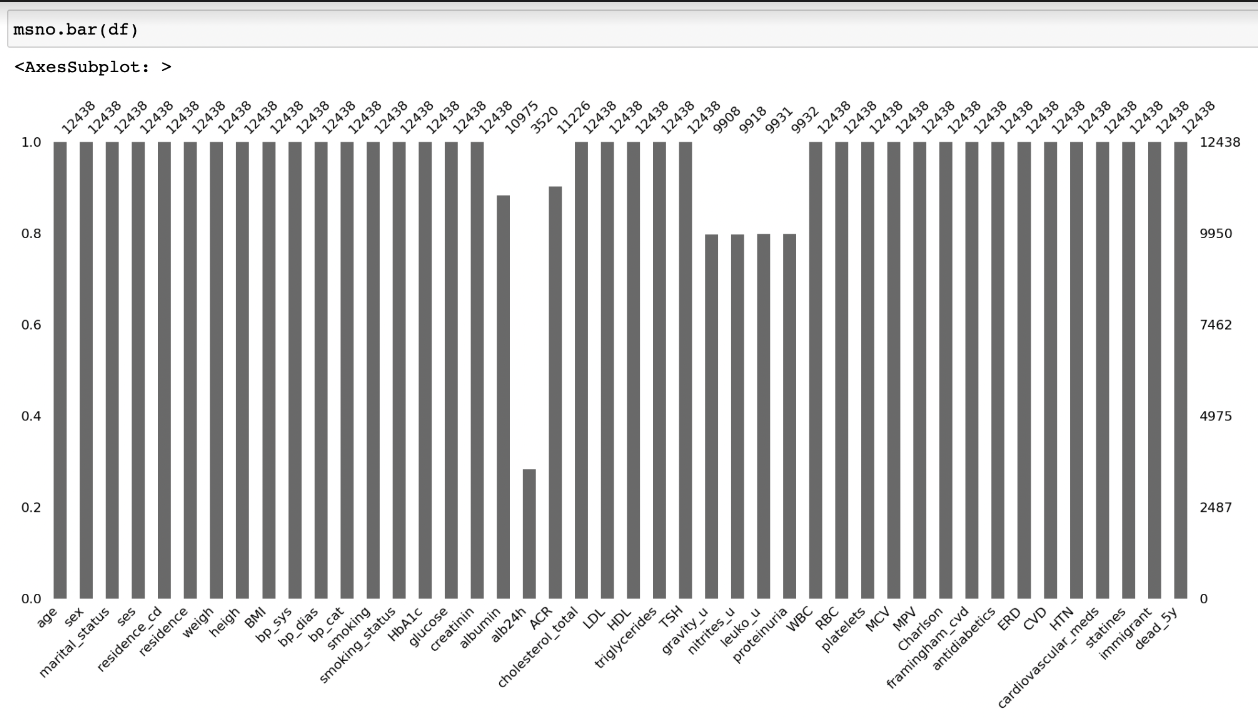 msno.bar(df)
<AxesSubplot: >
12438 12438 12438 12438 12438 12438 12438 12438 12438 12438 12438 12438 12438 12438 12438 12438 12438 10975 3520 11226 12438 12438 12438 12438 12438 9908 9918 9931 9932 12438 12438 12438 12438 12438 12438 12438 12438 12438 12438 12438 12438 12438 12438 12438
1.0 12438
0.8 9950
0.6 7462
0.4 4975
0.2 2487
0.0 0
age sex marital_status ses residence_cd residence weigh heigh BMI bp_sys bp_dias bp_cat smoking smoking_status HbA1c glucose creatinin albumin alb24h ACR cholesterol_total LDL HDL triglycerides TSH gravity_u nitrites_u leuko_u proteinuria WBC RBC platelets MCV MPV Charlson framingham_cvd antidiabetics ERD CVD HTN cardiovascular_meds statines immigrant dead_5y